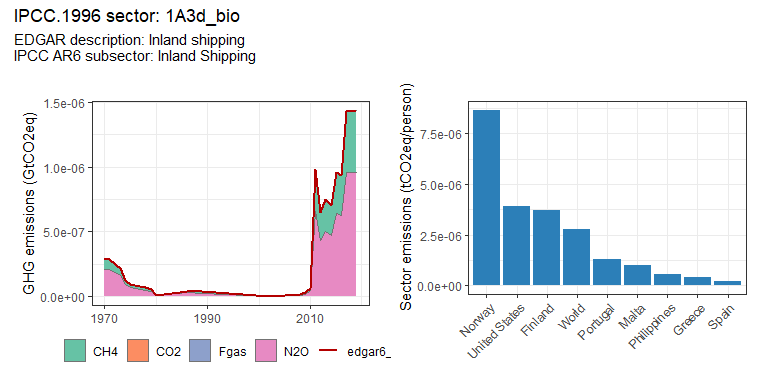 IPCC.1996 sector: 1A3d_bio
EDGAR description: Inland shipping
IPCC AR6 subsector: Inland Shipping
GHG emissions (GtCO2eq)
1.5e-06
1.0e-06
5.0e-07
0.0e+00
1970
1990
2010
CH4
CO2
Fgas
N2O
edgar6_
Sector emissions (tCO2eq/person)
7.5e-06
5.0e-06
2.5e-06
0.0e+00
Norway
United States
Finland
World
Portugal
Malta
Philippines
Greece
Spain